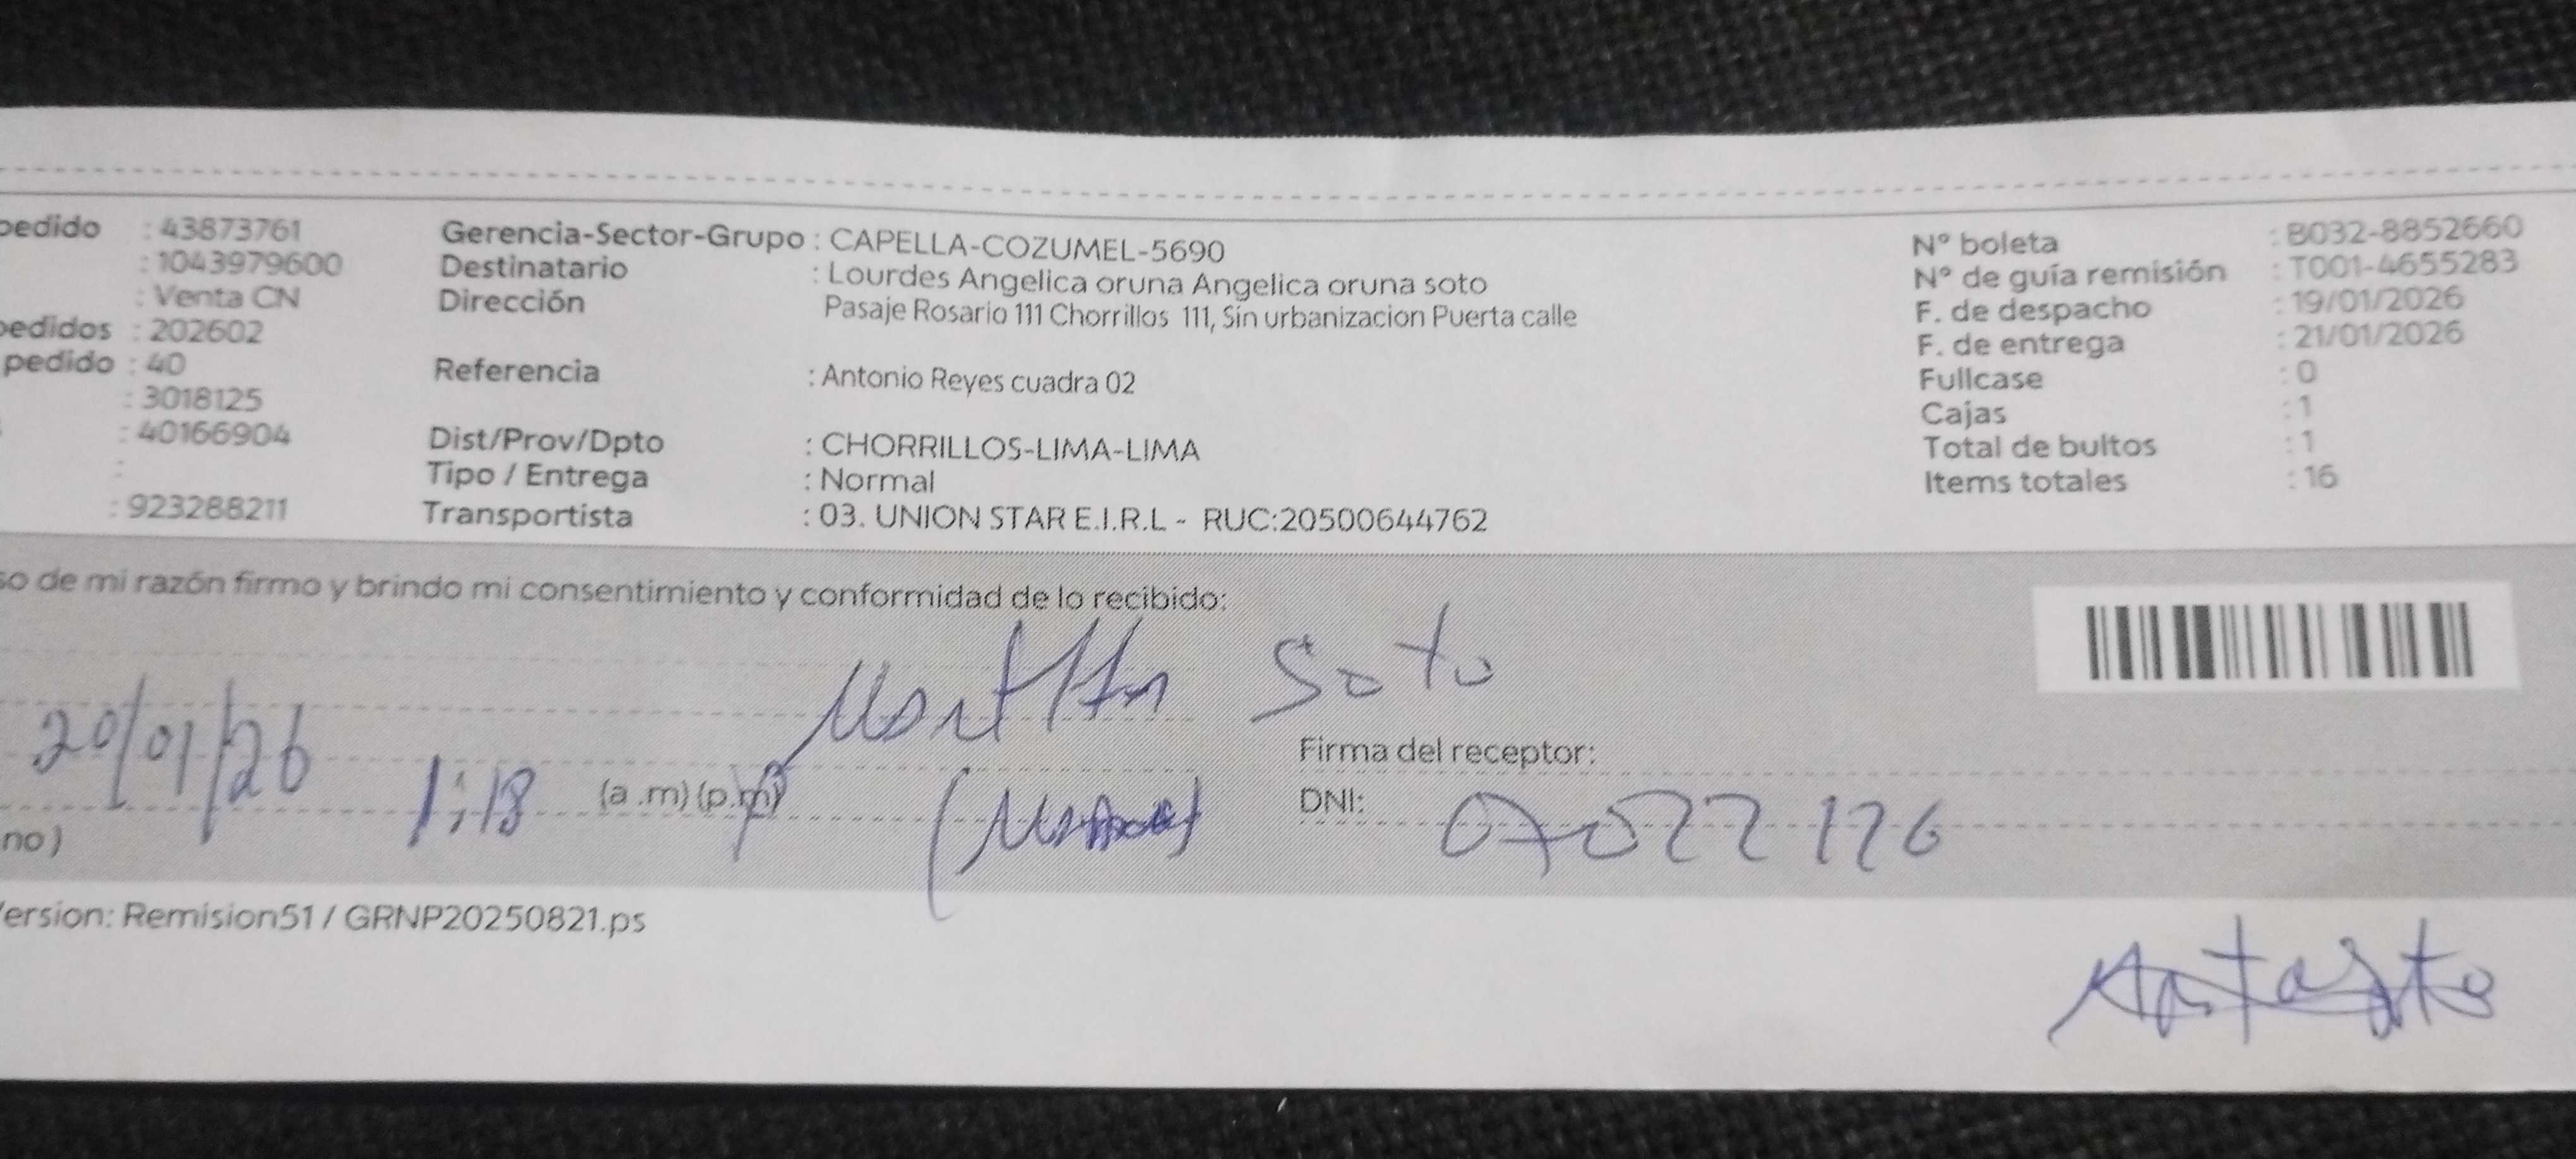 pedido : 43873761
: 1043979600
: Venta CN
pedidos : 202602
pedido : 40
: 3018125
: 40166904
:
: 923288211
Gerencia-Sector-Grupo : CAPELLA-COZUMEL-5690
Destinatario : Lourdes Angelica oruna Angelica oruna soto
Dirección Pasaje Rosario 111 Chorrillos 111, Sin urbanizacion Puerta calle
Referencia : Antonio Reyes cuadra 02
Dist/Prov/Dpto : CHORRILLOS-LIMA-LIMA
Tipo / Entrega : Normal
Transportista : 03. UNION STAR E.I.R.L - RUC:20500644762
N° boleta : B032-8852660
N° de guía remisión : T001-4655283
F. de despacho : 19/01/2026
F. de entrega : 21/01/2026
Fullcase : 0
Cajas : 1
Total de bultos : 1
Items totales : 16
so de mi razón firmo y brindo mi consentimiento y conformidad de lo recibido:
Soto
20/01/26
1:18 (a .m) (p.m)
Firma del receptor:
DNI: 07022126
no)
Version: Remision51 / GRNP20250821.ps